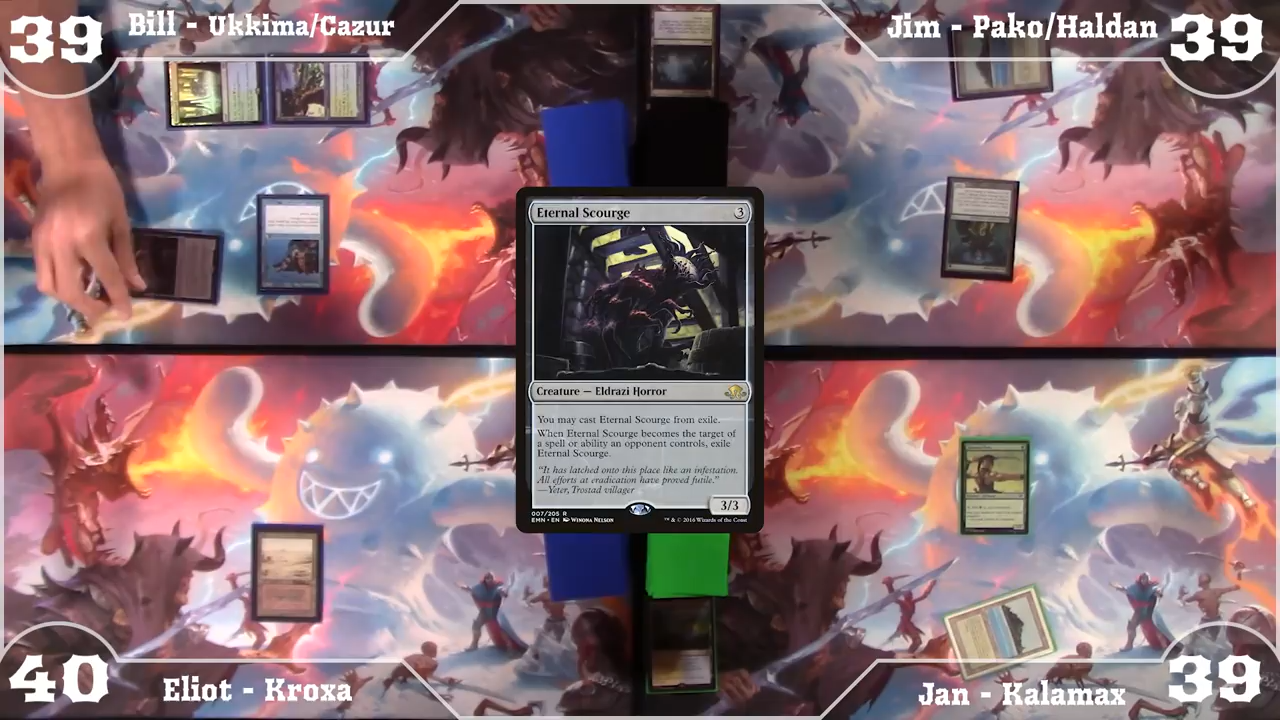 39
Bill - Ukkima/Cazur
Jim - Pako/Haldan
39
Eternal Scourge
3
Creature — Eldrazi Horror
You may cast Eternal Scourge from exile.
When Eternal Scourge becomes the target of
a spell or ability an opponent controls, exile
Eternal Scourge.
"It has latched onto this place like an infestation.
All efforts at eradication have proved futile."
—Yeter, Trostad villager
3/3
007/205 R
EMN • EN Winona Nelson
™ & © 2016 Wizards of the Coast
40
Eliot - Kroxa
Jan - Kalamax
39